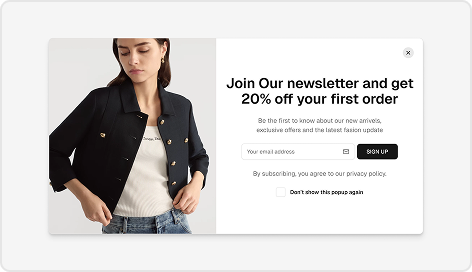 Join Our newsletter and get
20% off your first order
Be the first to know about our new arrivels,
exclusive offers and the latest fasion update
Your email address
SIGN UP
By subscribing, you agree to our privacy policy.
Don't show this popup again